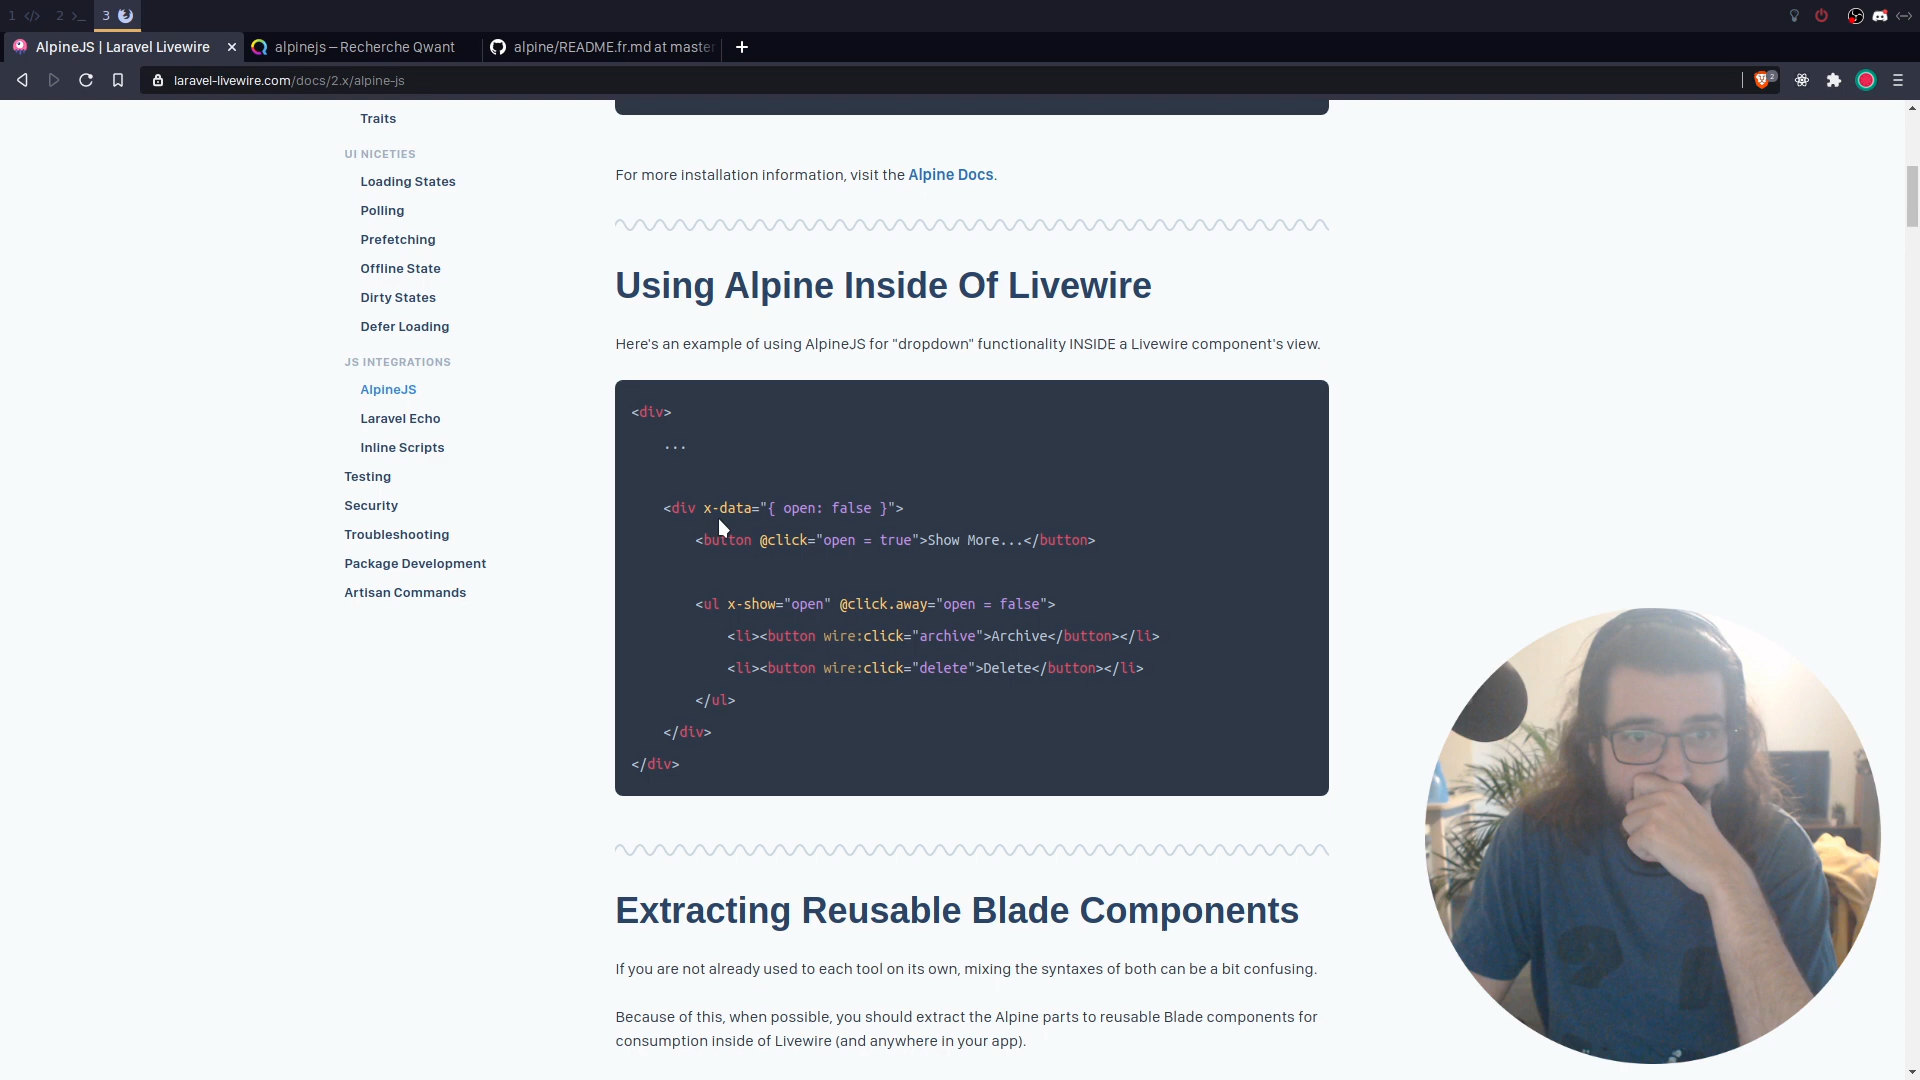 1 </> 2 >_ 3
AlpineJS | Laravel Livewire
alpinejs – Recherche Qwant
alpine/README.fr.md at master
laravel-livewire.com/docs/2.x/alpine-js
2
Traits
UI NICETIES
Loading States
Polling
Prefetching
Offline State
Dirty States
Defer Loading
JS INTEGRATIONS
AlpineJS
Laravel Echo
Inline Scripts
Testing
Security
Troubleshooting
Package Development
Artisan Commands
For more installation information, visit the Alpine Docs.
Using Alpine Inside Of Livewire
Here's an example of using AlpineJS for "dropdown" functionality INSIDE a Livewire component's view.
<div>
...
<div x-data="{ open: false }">
<button @click="open = true">Show More...</button>
<ul x-show="open" @click.away="open = false">
<li><button wire:click="archive">Archive</button></li>
<li><button wire:click="delete">Delete</button></li>
</ul>
</div>
</div>
Extracting Reusable Blade Components
If you are not already used to each tool on its own, mixing the syntaxes of both can be a bit confusing.
Because of this, when possible, you should extract the Alpine parts to reusable Blade components for
consumption inside of Livewire (and anywhere in your app).